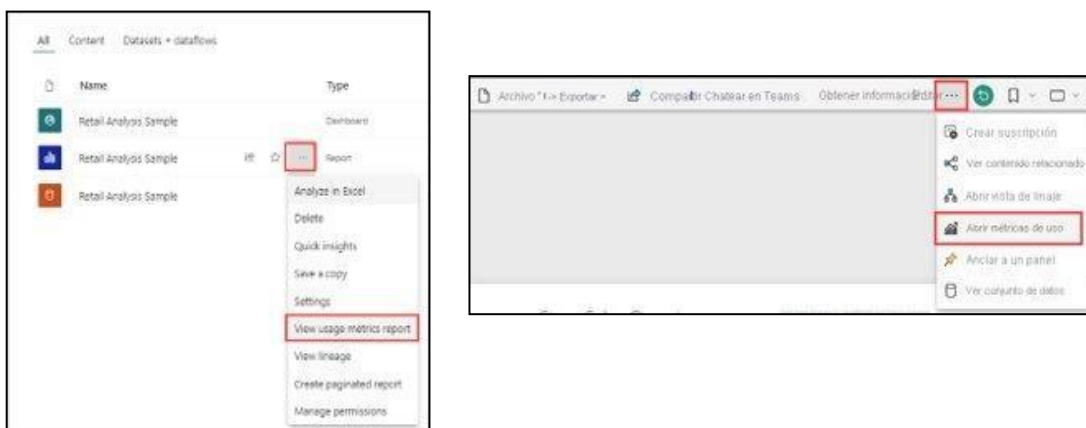 All Content Datasets + dataflows
Name Type
Retail Analysis Sample Dashboard
Retail Analysis Sample ... Report
Retail Analysis Sample
Analyze in Excel
Delete
Quick insights
Save a copy
Settings
View usage metrics report
View lineage
Create paginated report
Manage permissions
Archivo Exportar Compartir Chatear en Teams Obtener ...
Crear suscripción
Ver contenido relacionado
Abrir vista de linaje
Abrir métricas de uso
Anclar a un panel
Ver conjunto de datos